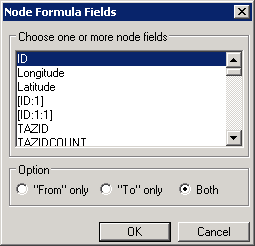 Node Formula Fields
Choose one or more node fields
ID
Longitude
Latitude
[ID:1]
[ID:1:1]
TAZID
TAZIDCOUNT
Option
"From" only
"To" only
Both
OK
Cancel